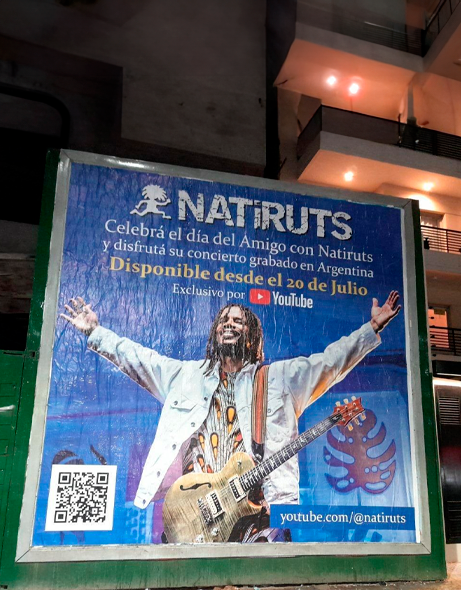 NATiRUTS
Celebrá el día del Amigo con Natiruts
y disfrutá su concierto grabado en Argentina
Disponible desde el 20 de Julio
Exclusivo por YouTube
youtube.com/@natiruts